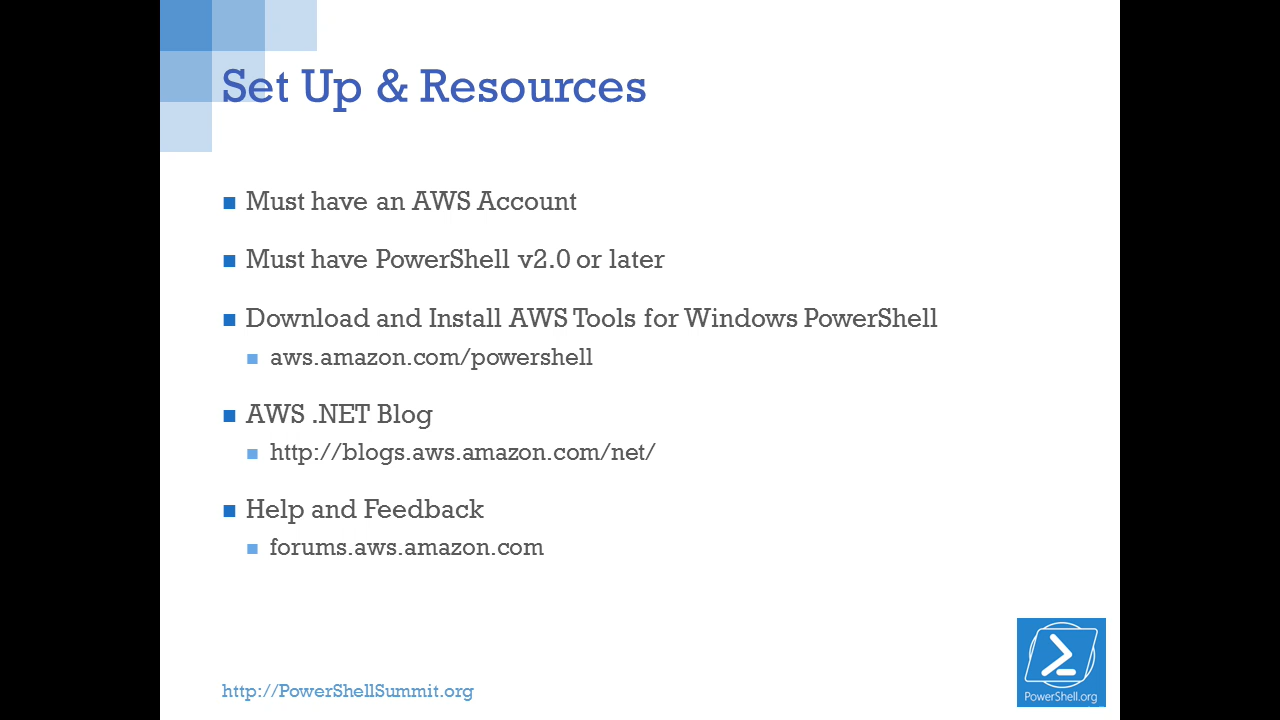 Set Up & Resources
Must have an AWS Account
Must have PowerShell v2.0 or later
Download and Install AWS Tools for Windows PowerShell
aws.amazon.com/powershell
AWS .NET Blog
http://blogs.aws.amazon.com/net/
Help and Feedback
forums.aws.amazon.com
http://PowerShellSummit.org
PowerShell.org